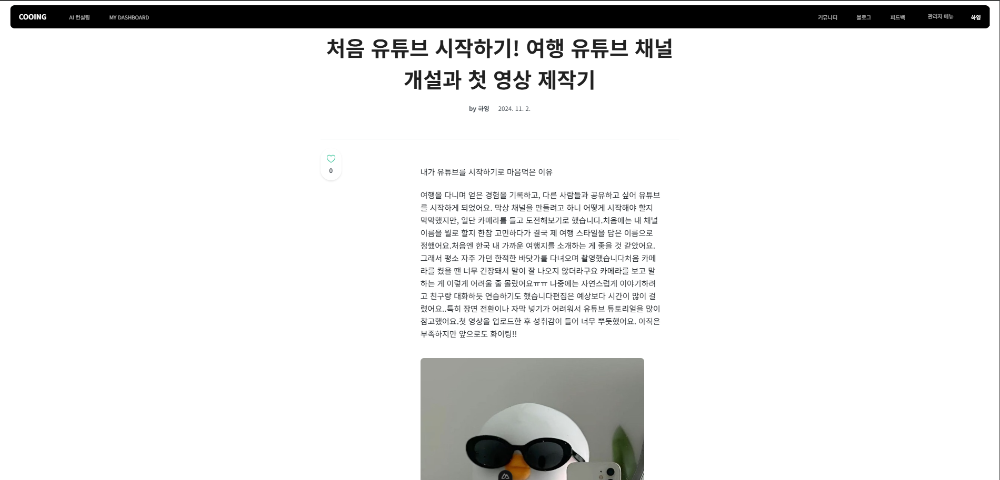 COOING AI 컨설팅 MY DASHBOARD 커뮤니티 블로그 피드백 관리자 메뉴 하잉
처음 유튜브 시작하기! 여행 유튜브 채널
개설과 첫 영상 제작기
by 하잉 2024. 11. 2.
0
내가 유튜브를 시작하기로 마음먹은 이유
여행을 다니며 얻은 경험을 기록하고, 다른 사람들과 공유하고 싶어 유튜브
를 시작하게 되었어요. 막상 채널을 만들려고 하니 어떻게 시작해야 할지
막막했지만, 일단 카메라를 들고 도전해보기로 했습니다.처음에는 내 채널
이름을 뭘로 할지 한참 고민하다가 결국 제 여행 스타일을 담은 이름으로
정했어요.처음엔 한국 내 가까운 여행지를 소개하는 게 좋을 것 같았어요.
그래서 평소 자주 가던 한적한 바닷가를 다녀오며 촬영했습니다처음 카메
라를 켰을 땐 너무 긴장돼서 말이 잘 나오지 않더라구요 카메라를 보고 말
하는 게 이렇게 어려울 줄 몰랐어요ㅠㅠ 나중에는 자연스럽게 이야기하려
고 친구랑 대화하듯 연습하기도 했습니다편집은 예상보다 시간이 많이 걸
렸어요..특히 장면 전환이나 자막 넣기가 어려워서 유튜브 튜토리얼을 많이
참고했어요.첫 영상을 업로드한 후 성취감이 들어 너무 뿌듯했어요. 아직은
부족하지만 앞으로도 화이팅!!